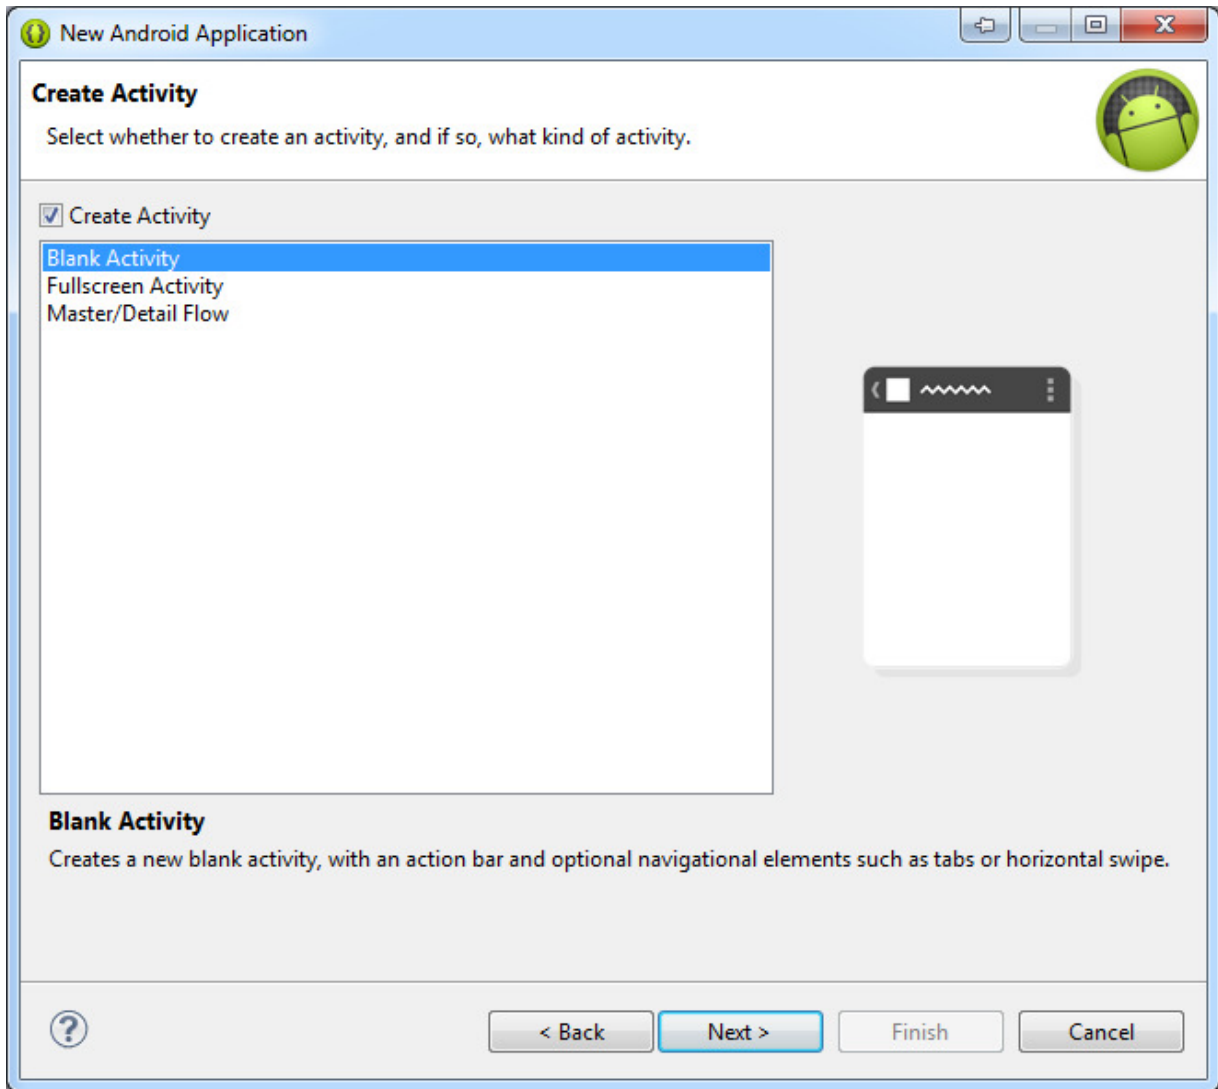 New Android Application
Create Activity
Select whether to create an activity, and if so, what kind of activity.
Create Activity
Blank Activity
Fullscreen Activity
Master/Detail Flow
Blank Activity
Creates a new blank activity, with an action bar and optional navigational elements such as tabs or horizontal swipe.
< Back
Next >
Finish
Cancel